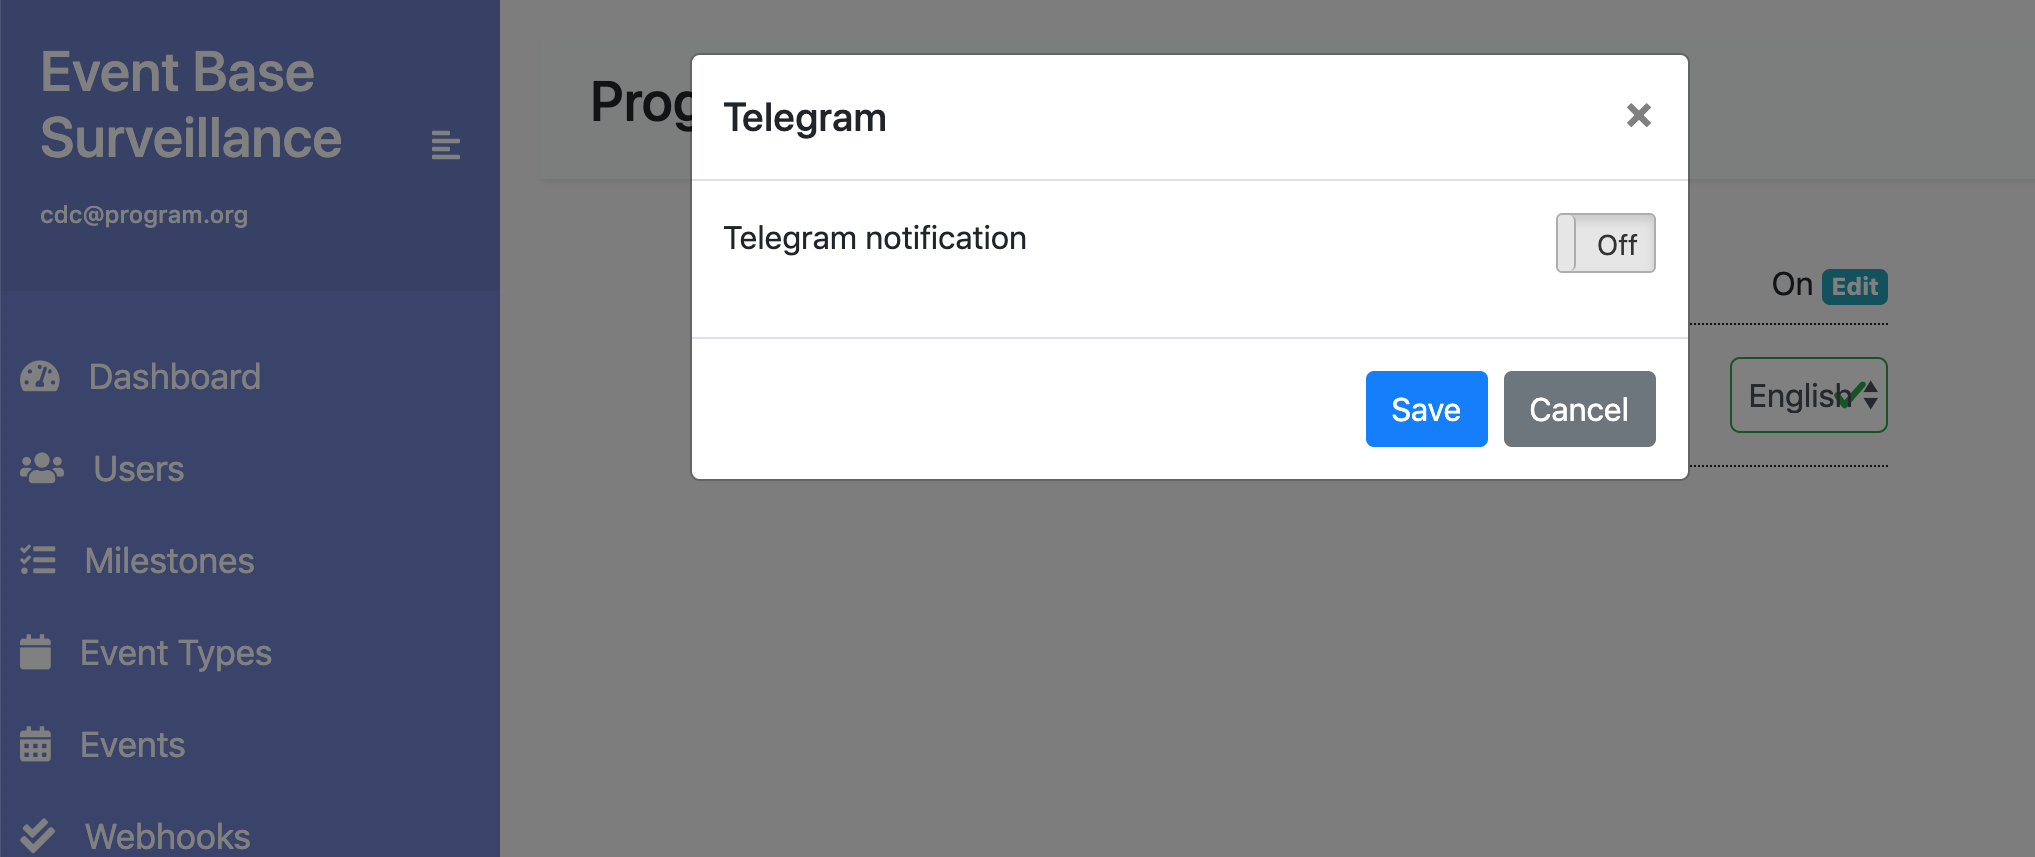 Event Base
Surveillance
cdc@program.org
Dashboard
Users
Milestones
Event Types
Events
Webhooks
Prog
Telegram
Telegram notification
Off
Save
Cancel
On Edit
English